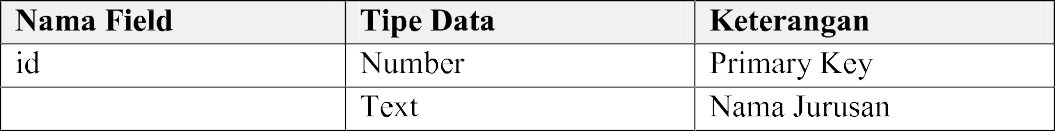 Nama Field Tipe Data Keterangan
id Number Primary Key
Text Nama Jurusan